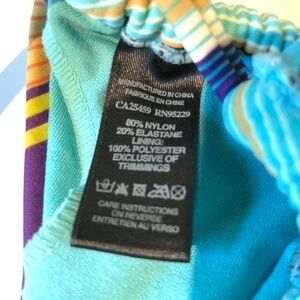 MANUFACTURED IN CHINA
FABRIQUE EN CHINE
CA25459 RN95229
80% NYLON
20% ELASTANE
LINING:
100% POLYESTER
EXCLUSIVE OF
TRIMMINGS
CARE INSTRUCTIONS
ON REVERSE
ENTRETIEN AU VERSO